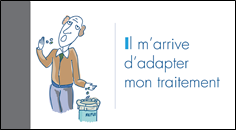 Il m’arrive
d’adapter
mon traitement